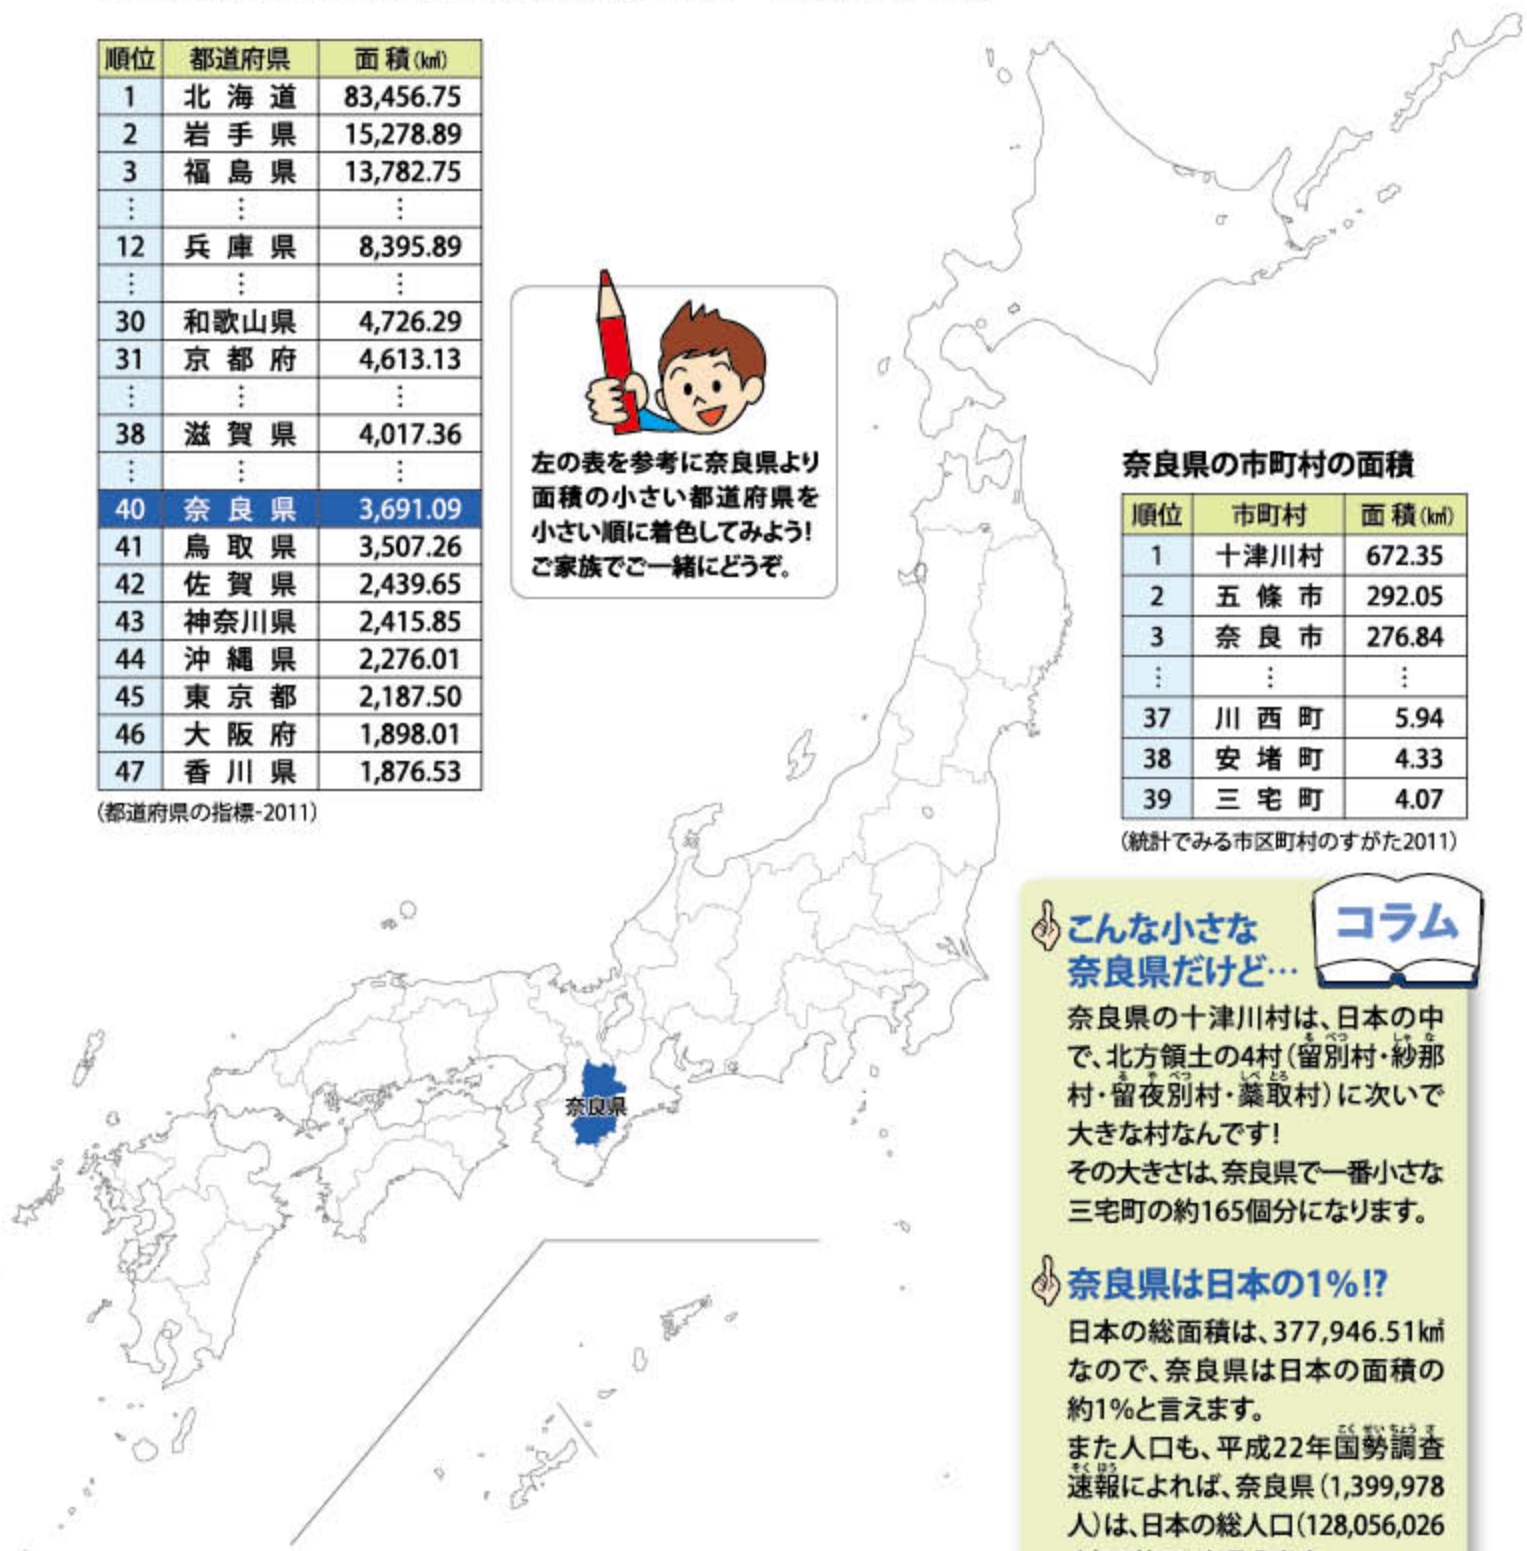 順位 都道府県 面積(㎢)
1 北海道 83,456.75
2 岩手県 15,278.89
3 福島県 13,782.75
⋮ ⋮ ⋮
12 兵庫県 8,395.89
⋮ ⋮ ⋮
30 和歌山県 4,726.29
31 京都府 4,613.13
⋮ ⋮ ⋮
38 滋賀県 4,017.36
⋮ ⋮ ⋮
40 奈良県 3,691.09
41 鳥取県 3,507.26
42 佐賀県 2,439.65
43 神奈川県 2,415.85
44 沖縄県 2,276.01
45 東京都 2,187.50
46 大阪府 1,898.01
47 香川県 1,876.53
(都道府県の指標-2011)
左の表を参考に奈良県より
面積の小さい都道府県を
小さい順に着色してみよう!
ご家族でご一緒にどうぞ。
奈良県
奈良県の市町村の面積
順位 市町村 面積(㎢)
1 十津川村 672.35
2 五條市 292.05
3 奈良市 276.84
⋮ ⋮ ⋮
37 川西町 5.94
38 安堵町 4.33
39 三宅町 4.07
(統計でみる市区町村のすがた2011)
コラム
こんな小さな
奈良県だけど…
奈良県の十津川村は、日本の中
で、北方領土の4村(留別村・紗那
村・留夜別村・蘂取村)に次いで
大きな村なんです!
その大きさは、奈良県で一番小さな
三宅町の約165個分になります。
奈良県は日本の1%!?
日本の総面積は、377,946.51㎢
なので、奈良県は日本の面積の
約1%と言えます。
また人口も、平成22年国勢調査
速報によれば、奈良県(1,399,978
人)は、日本の総人口(128,056,026